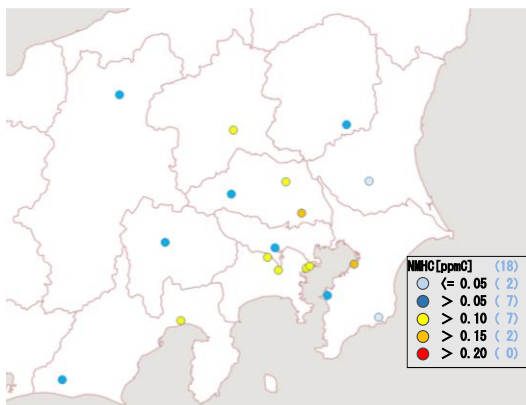 NMHC[ppmC] (18)
<= 0.05 ( 2)
> 0.05 ( 7)
> 0.10 ( 7)
> 0.15 ( 2)
> 0.20 ( 0)